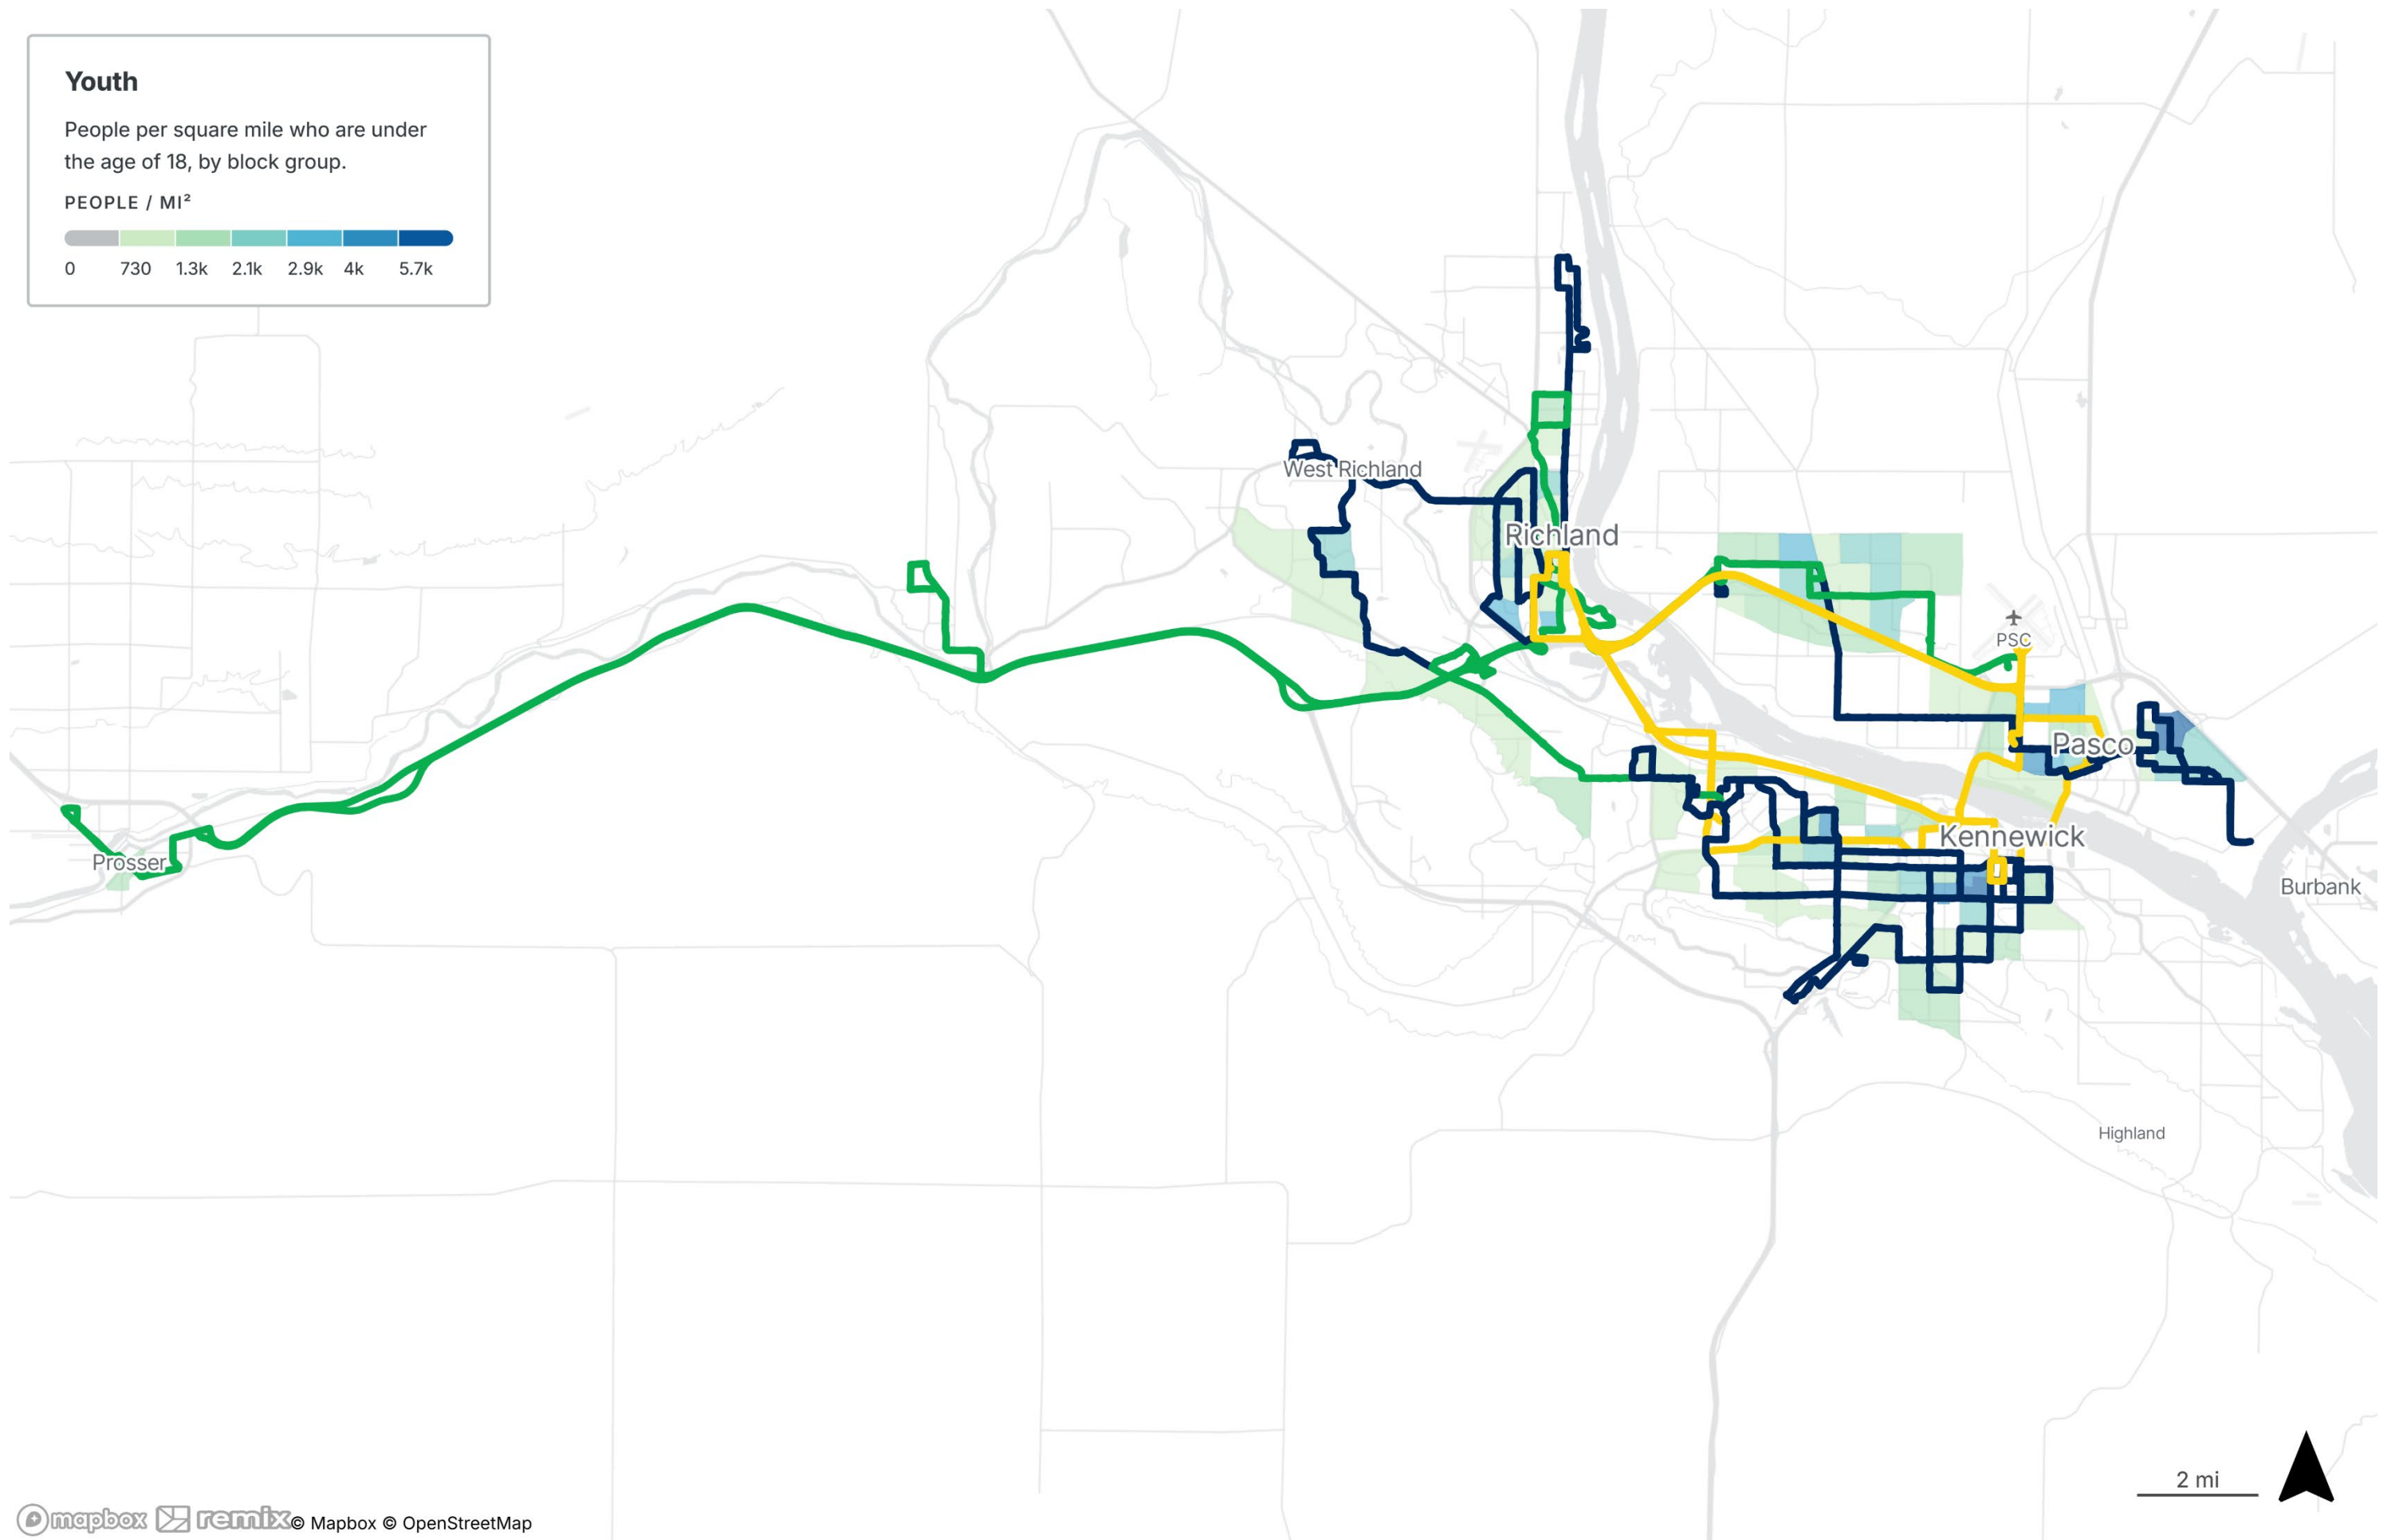 Youth
People per square mile who are under
the age of 18, by block group.
PEOPLE / MI²
0 730 1.3k 2.1k 2.9k 4k 5.7k
West Richland
Richland
PSC
Pasco
Kennewick
Prosser
Burbank
Highland
2 mi
mapbox remix © Mapbox © OpenStreetMap